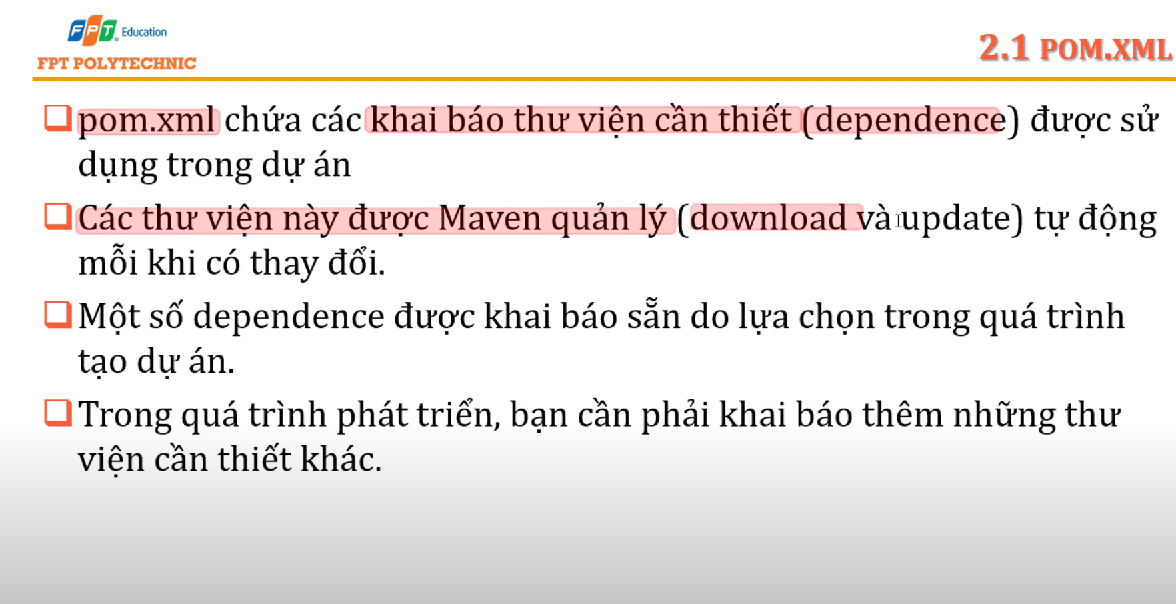 FPT Education
FPT POLYTECHNIC
2.1 POM.XML
pom.xml chứa các khai báo thư viện cần thiết (dependence) được sử
dụng trong dự án
Các thư viện này được Maven quản lý (download và update) tự động
mỗi khi có thay đổi.
Một số dependence được khai báo sẵn do lựa chọn trong quá trình
tạo dự án.
Trong quá trình phát triển, bạn cần phải khai báo thêm những thư
viện cần thiết khác.